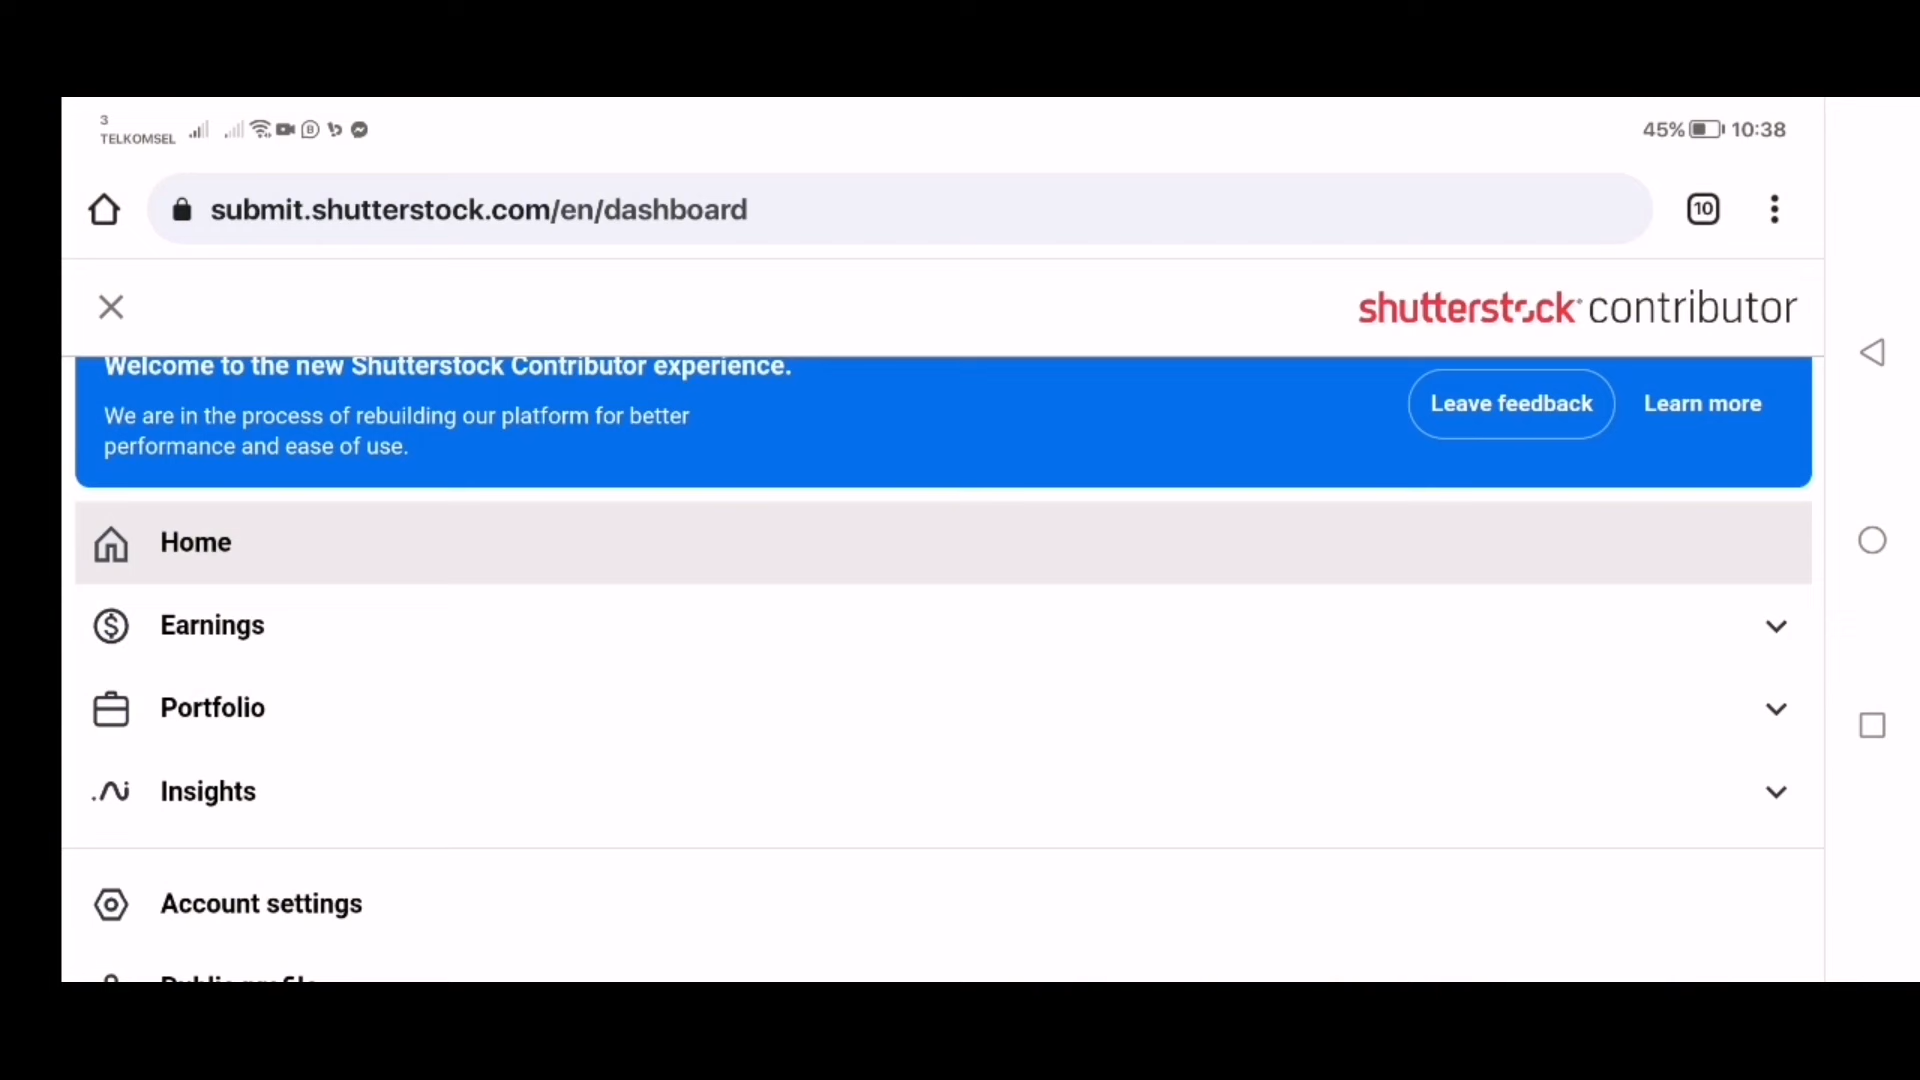 3
TELKOMSEL
45% 10:38
submit.shutterstock.com/en/dashboard
10
shutterstock contributor
Welcome to the new Shutterstock Contributor experience.
We are in the process of rebuilding our platform for better
performance and ease of use.
Leave feedback
Learn more
Home
Earnings
Portfolio
Insights
Account settings
Public profile